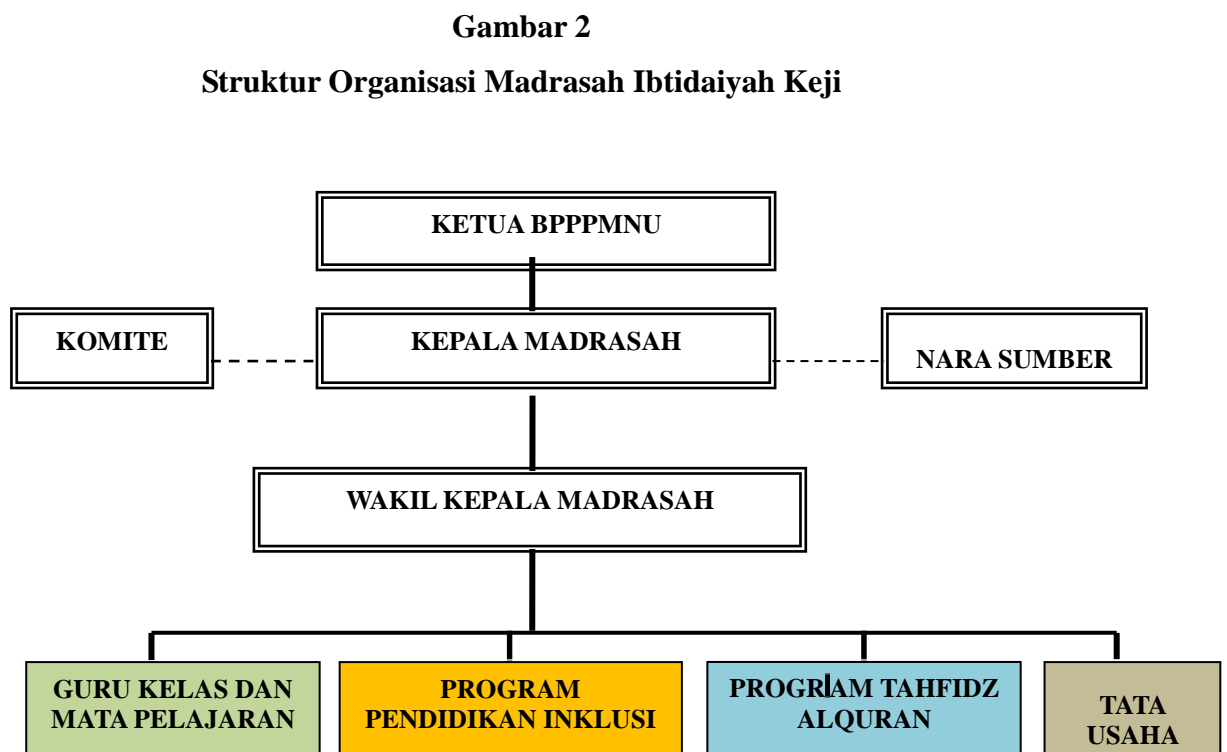 Gambar 2
Struktur Organisasi Madrasah Ibtidaiyah Keji
KETUA BPPPMNU
KOMITE
KEPALA MADRASAH
NARA SUMBER
WAKIL KEPALA MADRASAH
GURU KELAS DAN
MATA PELAJARAN
PROGRAM
PENDIDIKAN INKLUSI
PROGRAM TAHFIDZ
ALQURAN
TATA
USAHA